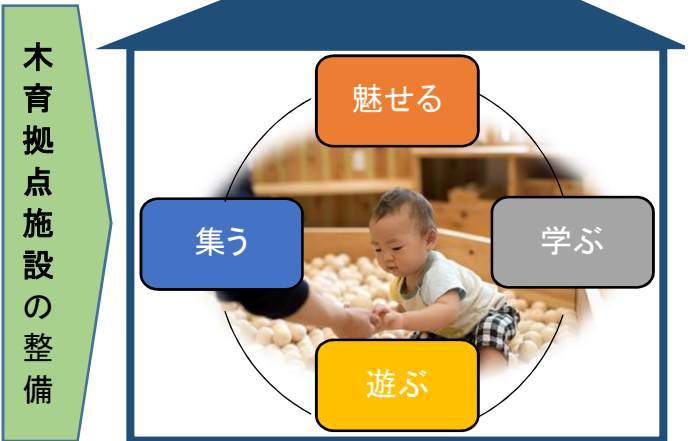 木育拠点施設の整備
魅せる
集う
学ぶ
遊ぶ